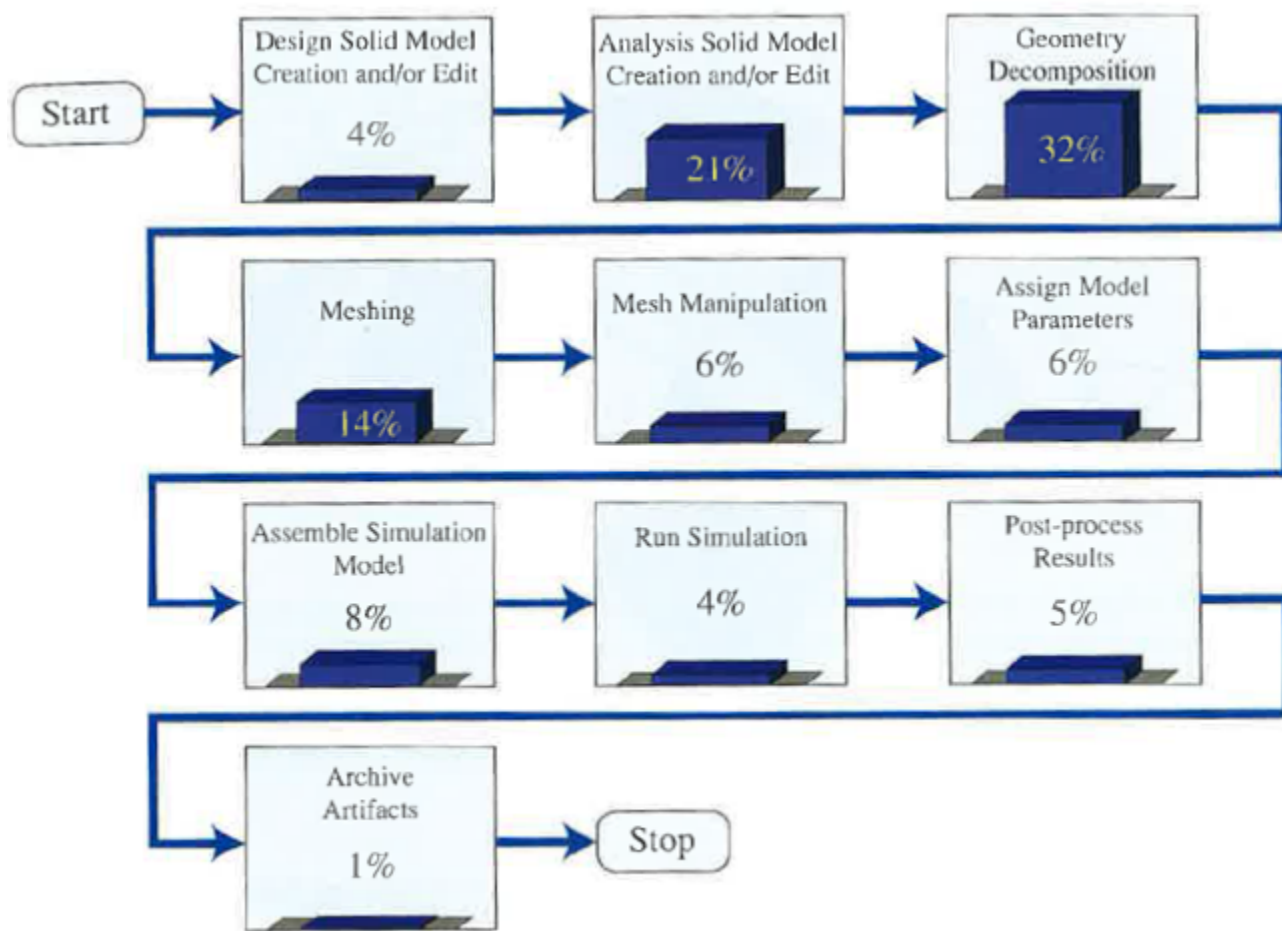 Start
Design Solid Model
Creation and/or Edit
4%
Analysis Solid Model
Creation and/or Edit
21%
Geometry
Decomposition
32%
Meshing
14%
Mesh Manipulation
6%
Assign Model
Parameters
6%
Assemble Simulation
Model
8%
Run Simulation
4%
Post-process
Results
5%
Archive
Artifacts
1%
Stop